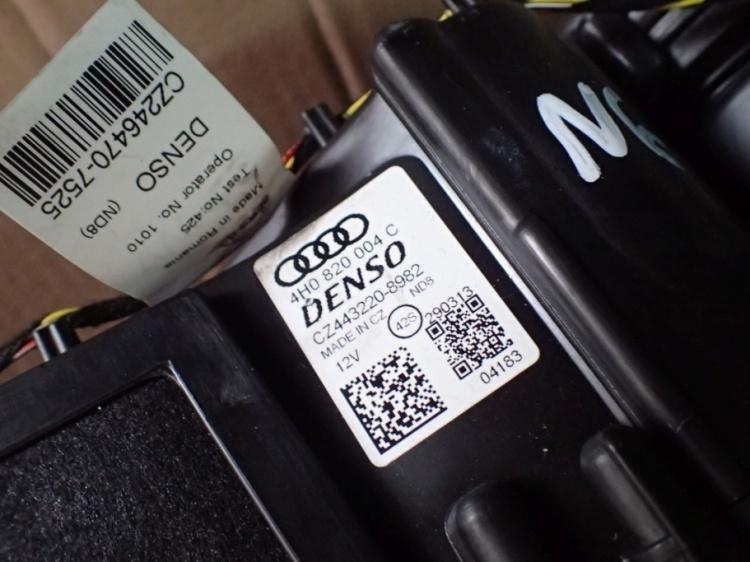 CZ246470-7525
DENSO (ND8)
Operator No. 1010
Test No.425
Made in Romania
4H0 820 004 C
DENSO
CZ443220-8982
MADE IN CZ
ND8
12V
42S
290313
04183
N